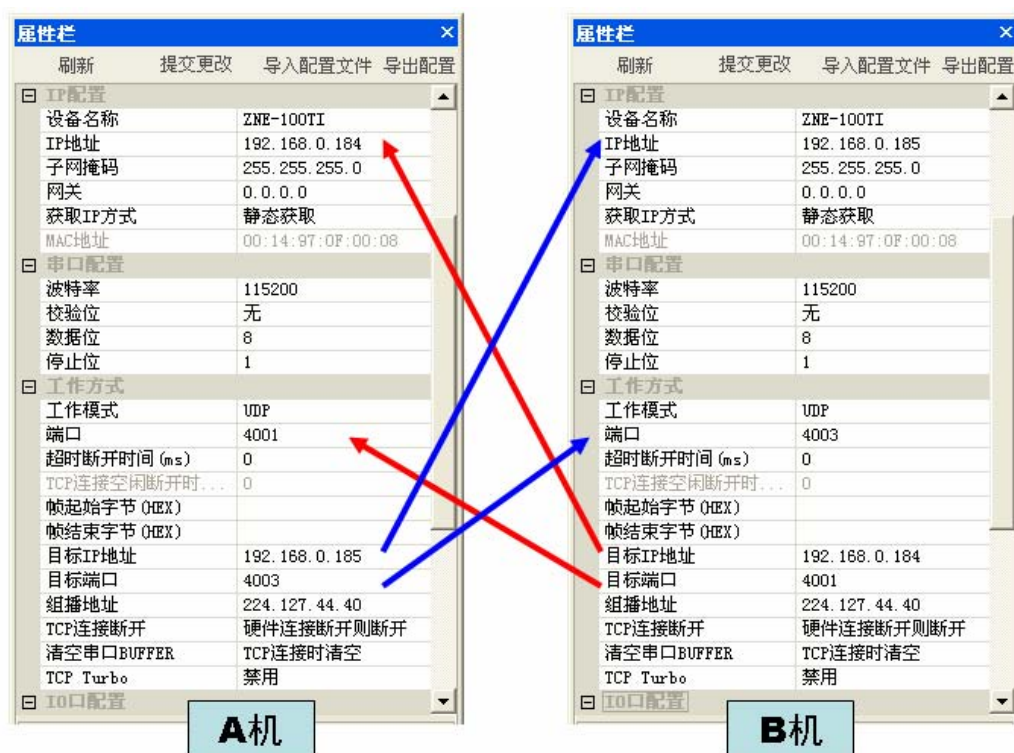 属性栏 ×
刷新 提交更改 导入配置文件 导出配置
IP配置
设备名称 ZNE-100TI
IP地址 192.168.0.184
子网掩码 255.255.255.0
网关 0.0.0.0
获取IP方式 静态获取
MAC地址 00:14:97:0F:00:08
串口配置
波特率 115200
校验位 无
数据位 8
停止位 1
工作方式
工作模式 UDP
端口 4001
超时断开时间(ms) 0
TCP连接空闲断开时... 0
帧起始字节(HEX)
帧结束字节(HEX)
目标IP地址 192.168.0.185
目标端口 4003
组播地址 224.127.44.40
TCP连接断开 硬件连接断开则断开
清空串口BUFFER TCP连接时清空
TCP Turbo 禁用
IO口配置
A机
属性栏 ×
刷新 提交更改 导入配置文件 导出配置
IP配置
设备名称 ZNE-100TI
IP地址 192.168.0.185
子网掩码 255.255.255.0
网关 0.0.0.0
获取IP方式 静态获取
MAC地址 00:14:97:0F:00:08
串口配置
波特率 115200
校验位 无
数据位 8
停止位 1
工作方式
工作模式 UDP
端口 4003
超时断开时间(ms) 0
TCP连接空闲断开时... 0
帧起始字节(HEX)
帧结束字节(HEX)
目标IP地址 192.168.0.184
目标端口 4001
组播地址 224.127.44.40
TCP连接断开 硬件连接断开则断开
清空串口BUFFER TCP连接时清空
TCP Turbo 禁用
IO口配置
B机